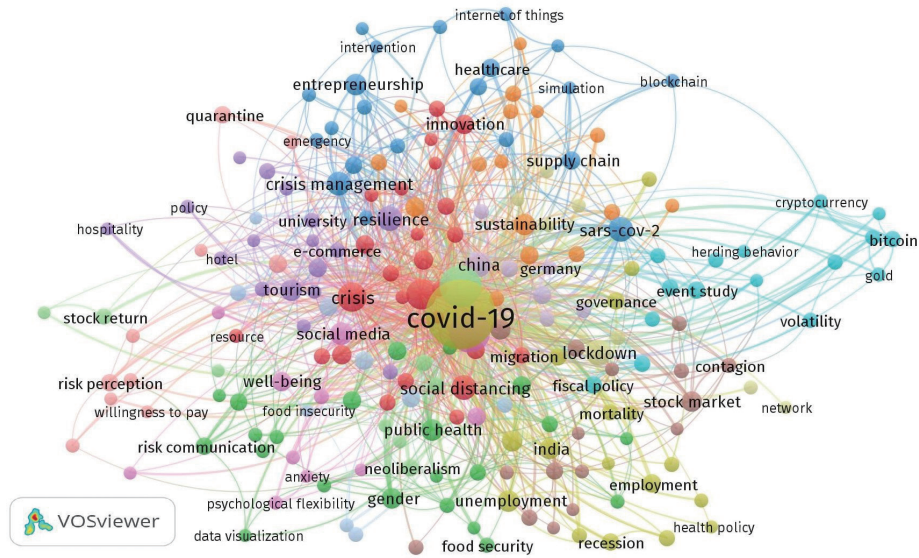 internet of things
intervention
healthcare
entrepreneurship
simulation
blockchain
quarantine
innovation
emergency
supply chain
crisis management
cryptocurrency
policy
university
resilience
sustainability
sars-cov-2
hospitality
bitcoin
e-commerce
herding behavior
hotel
china
germany
gold
tourism
crisis
event study
governance
covid-19
stock return
volatility
resource
social media
migration
lockdown
contagion
risk perception
well-being
social distancing
fiscal policy
stock market
willingness to pay
food insecurity
mortality
network
public health
risk communication
india
neoliberalism
anxiety
employment
psychological flexibility
gender
unemployment
health policy
data visualization
food security
recession
VOSviewer